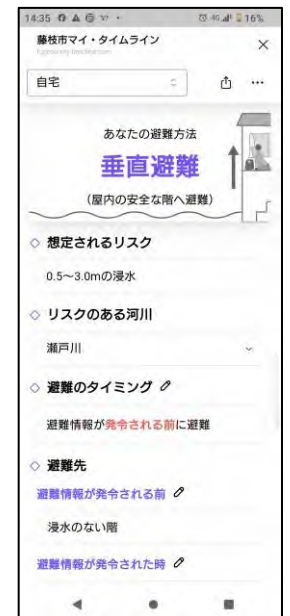 14:35
4G
16%
藤枝市マイ・タイムライン
×
自宅
あなたの避難方法
垂直避難
(屋内の安全な階へ避難)
想定されるリスク
0.5〜3.0mの浸水
リスクのある河川
瀬戸川
避難のタイミング
避難情報が発令される前に避難
避難先
避難情報が発令される前
浸水のない階
避難情報が発令された時